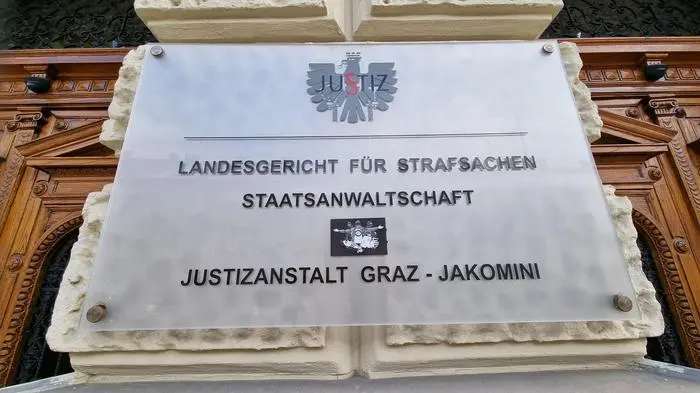 JUSTIZ
LANDESGERICHT FÜR STRAFSACHEN
STAATSANWALTSCHAFT
JUSTIZANSTALT GRAZ - JAKOMINI